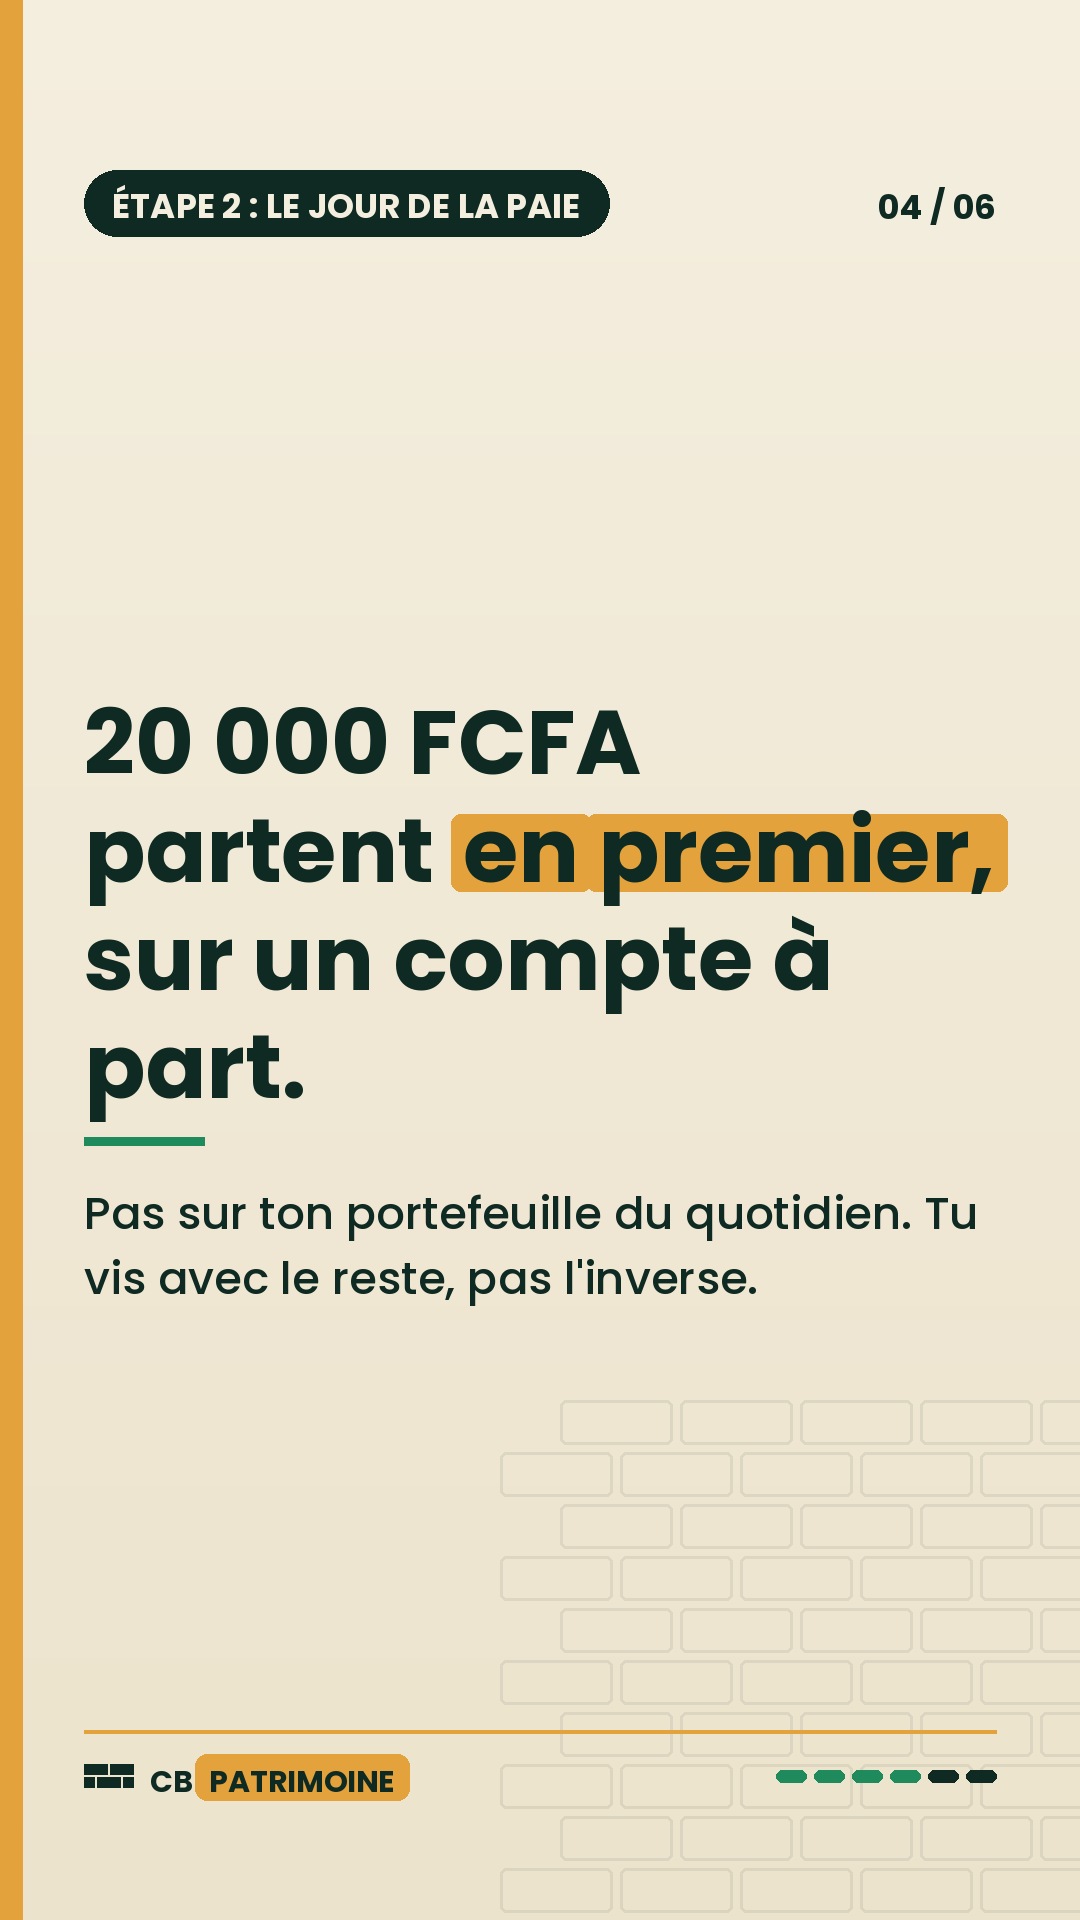 ÉTAPE 2 : LE JOUR DE LA PAIE
04 / 06
20 000 FCFA
partent en premier,
sur un compte à
part.
Pas sur ton portefeuille du quotidien. Tu
vis avec le reste, pas l'inverse.
CB PATRIMOINE